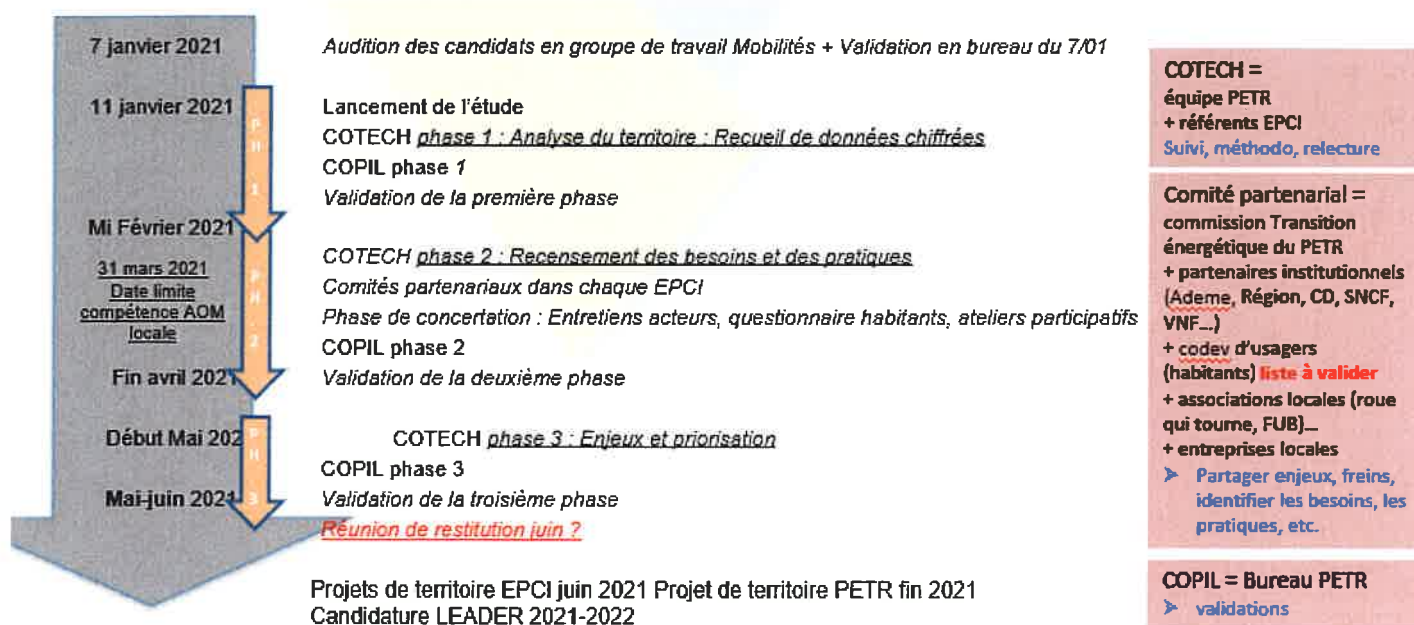 7 janvier 2021
Audition des candidats en groupe de travail Mobilités + Validation en bureau du 7/01
11 janvier 2021
Lancement de l'étude
COTECH phase 1 : Analyse du territoire : Recueil de données chiffrées
COPIL phase 1
Validation de la première phase
PH 1
Mi Février 2021
COTECH phase 2 : Recensement des besoins et des pratiques
31 mars 2021
Date limite
compétence AOM
locale
Comités partenariaux dans chaque EPCI
Phase de concertation : Entretiens acteurs, questionnaire habitants, ateliers participatifs
COPIL phase 2
PH 2
Fin avril 2021
Validation de la deuxième phase
Début Mai 202
COTECH phase 3 : Enjeux et priorisation
COPIL phase 3
PH 3
Mai-juin 2021
Validation de la troisième phase
Réunion de restitution juin ?
Projets de territoire EPCI juin 2021 Projet de territoire PETR fin 2021
Candidature LEADER 2021-2022
COTECH =
équipe PETR
+ référents EPCI
Suivi, méthodo, relecture
Comité partenarial =
commission Transition
énergétique du PETR
+ partenaires institutionnels
(Ademe, Région, CD, SNCF,
VNF...)
+ codev d'usagers
(habitants) liste à valider
+ associations locales (roue
qui tourne, FUB)...
+ entreprises locales
➢ Partager enjeux, freins,
identifier les besoins, les
pratiques, etc.
COPIL = Bureau PETR
➢ validations